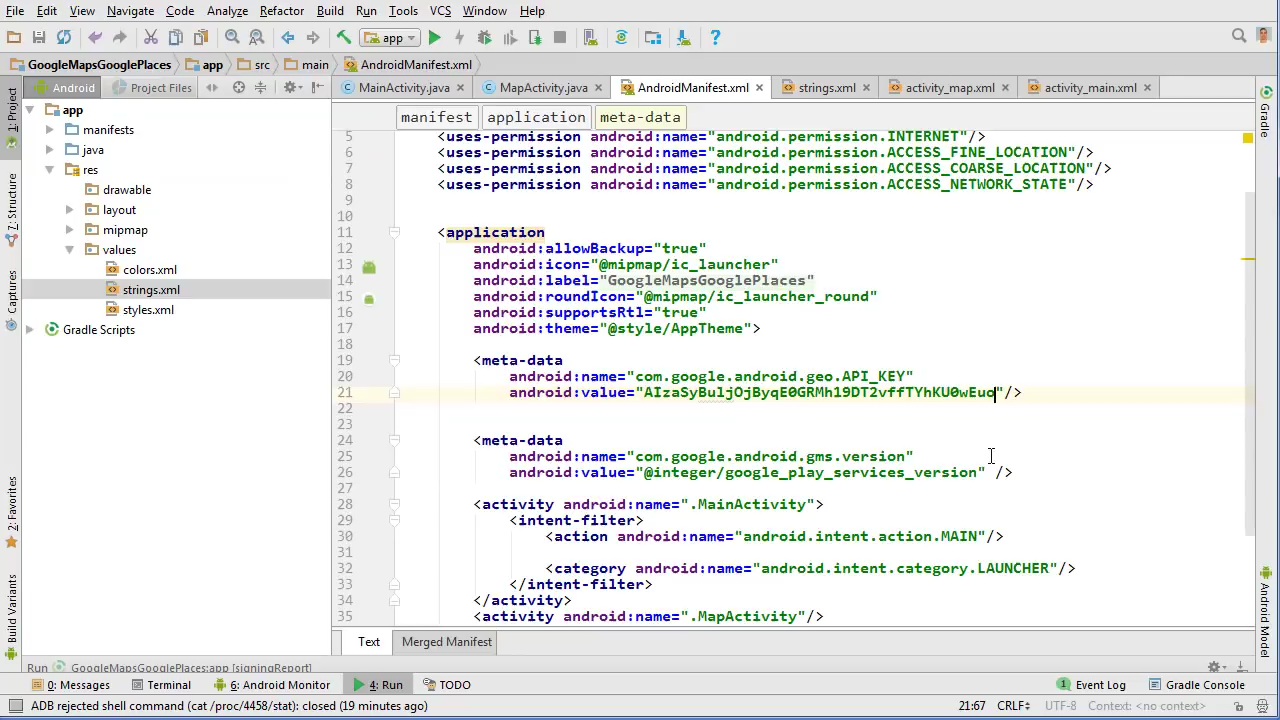 File Edit View Navigate Code Analyze Refactor Build Run Tools VCS Window Help
app
GoogleMapsGooglePlaces app src main AndroidManifest.xml
Android Project Files
MainActivity.java MapActivity.java AndroidManifest.xml strings.xml activity_map.xml activity_main.xml
manifest application meta-data
1: Project
7: Structure
Captures
2: Favorites
Build Variants
app
manifests
java
res
drawable
layout
mipmap
values
colors.xml
strings.xml
styles.xml
Gradle Scripts
5 <uses-permission android:name="android.permission.INTERNET"/>
6 <uses-permission android:name="android.permission.ACCESS_FINE_LOCATION"/>
7 <uses-permission android:name="android.permission.ACCESS_COARSE_LOCATION"/>
8 <uses-permission android:name="android.permission.ACCESS_NETWORK_STATE"/>
9
10
11 <application
12 android:allowBackup="true"
13 android:icon="@mipmap/ic_launcher"
14 android:label="GoogleMapsGooglePlaces"
15 android:roundIcon="@mipmap/ic_launcher_round"
16 android:supportsRtl="true"
17 android:theme="@style/AppTheme">
18
19 <meta-data
20 android:name="com.google.android.geo.API_KEY"
21 android:value="AIzaSyBuljOjByqE0GRMh19DT2vffTYhKU0wEuo"/>
22
23
24 <meta-data
25 android:name="com.google.android.gms.version"
26 android:value="@integer/google_play_services_version" />
27
28 <activity android:name=".MainActivity">
29 <intent-filter>
30 <action android:name="android.intent.action.MAIN"/>
31
32 <category android:name="android.intent.category.LAUNCHER"/>
33 </intent-filter>
34 </activity>
35 <activity android:name=".MapActivity"/>
Gradle
Android Model
Text Merged Manifest
Run GoogleMapsGooglePlaces:app [signingReport]
0: Messages Terminal 6: Android Monitor 4: Run TODO Event Log Gradle Console
ADB rejected shell command (cat /proc/4458/stat): closed (19 minutes ago) 21:67 CRLF UTF-8 Context: <no context>